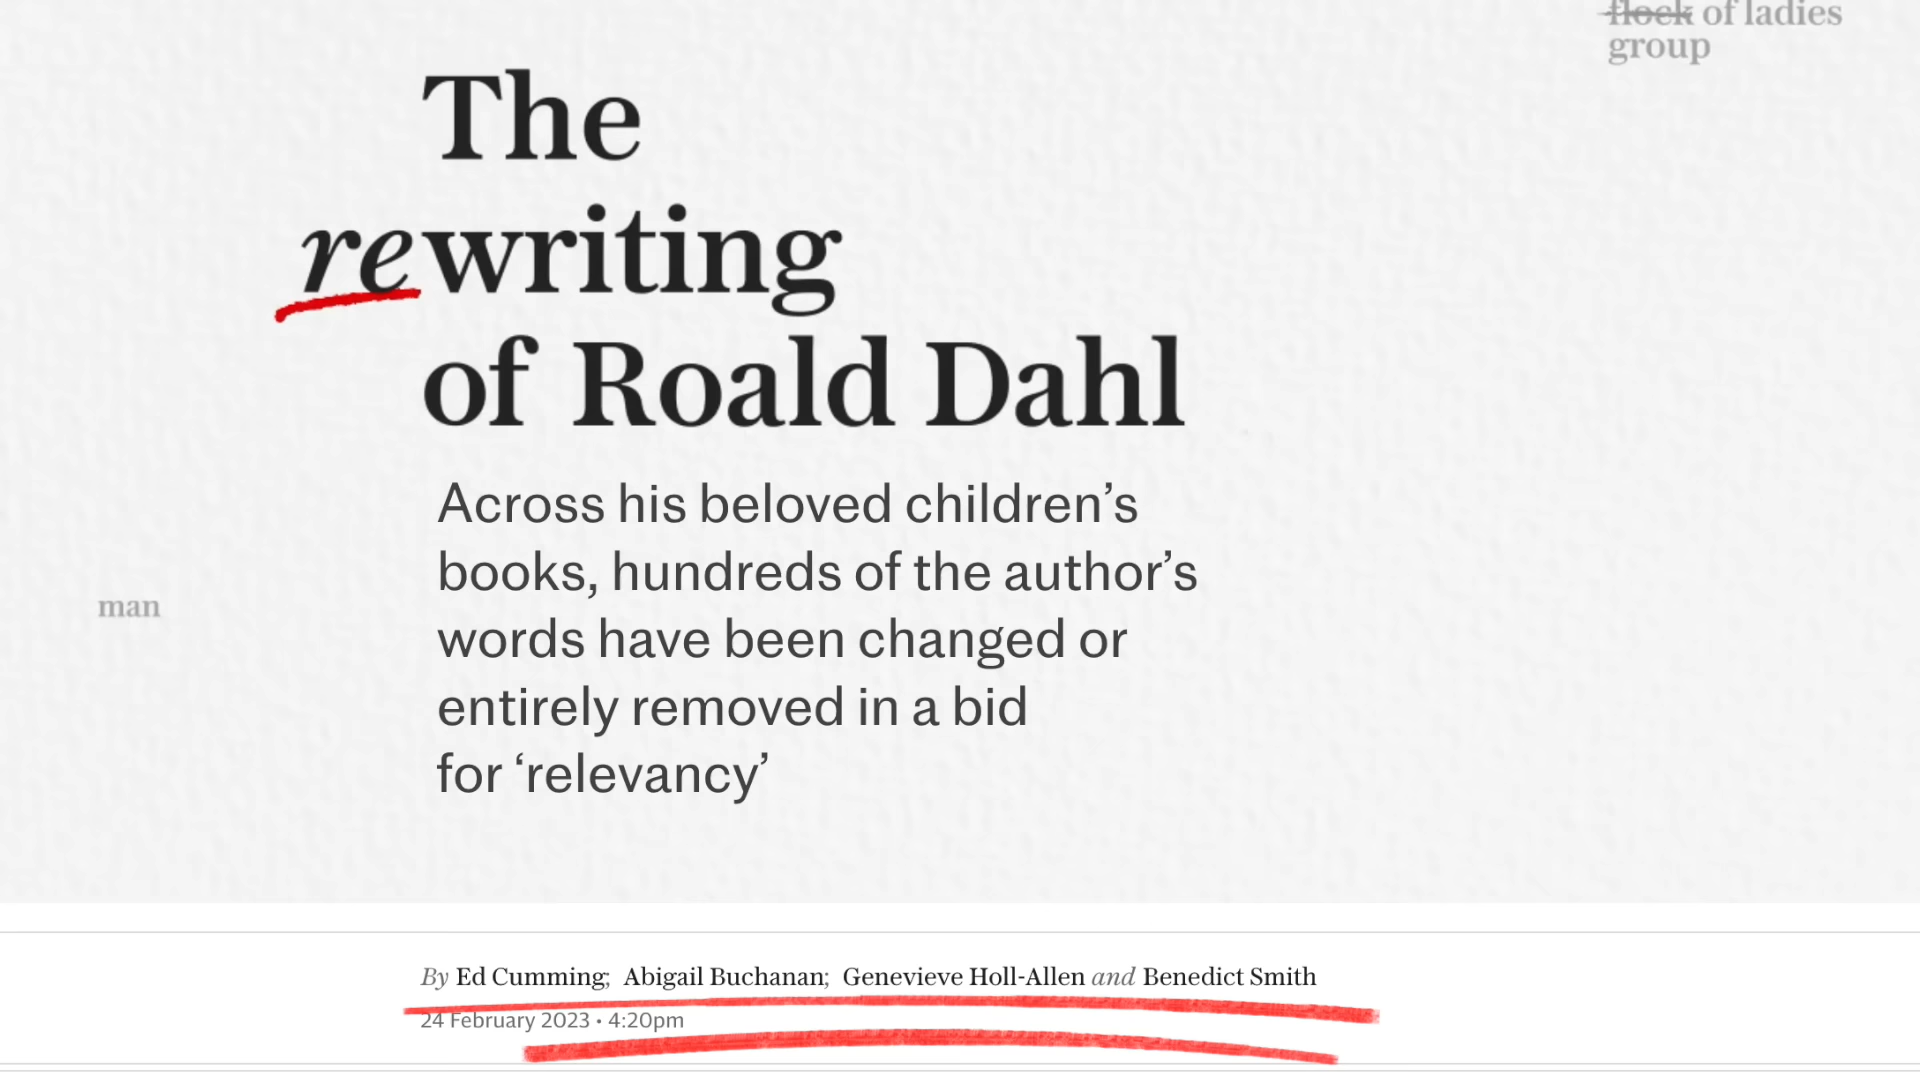 flock of ladies
group
The
rewriting
of Roald Dahl
Across his beloved children’s
books, hundreds of the author’s
words have been changed or
entirely removed in a bid
for ‘relevancy’
man
By Ed Cumming; Abigail Buchanan; Genevieve Holl-Allen and Benedict Smith
24 February 2023 • 4:20pm